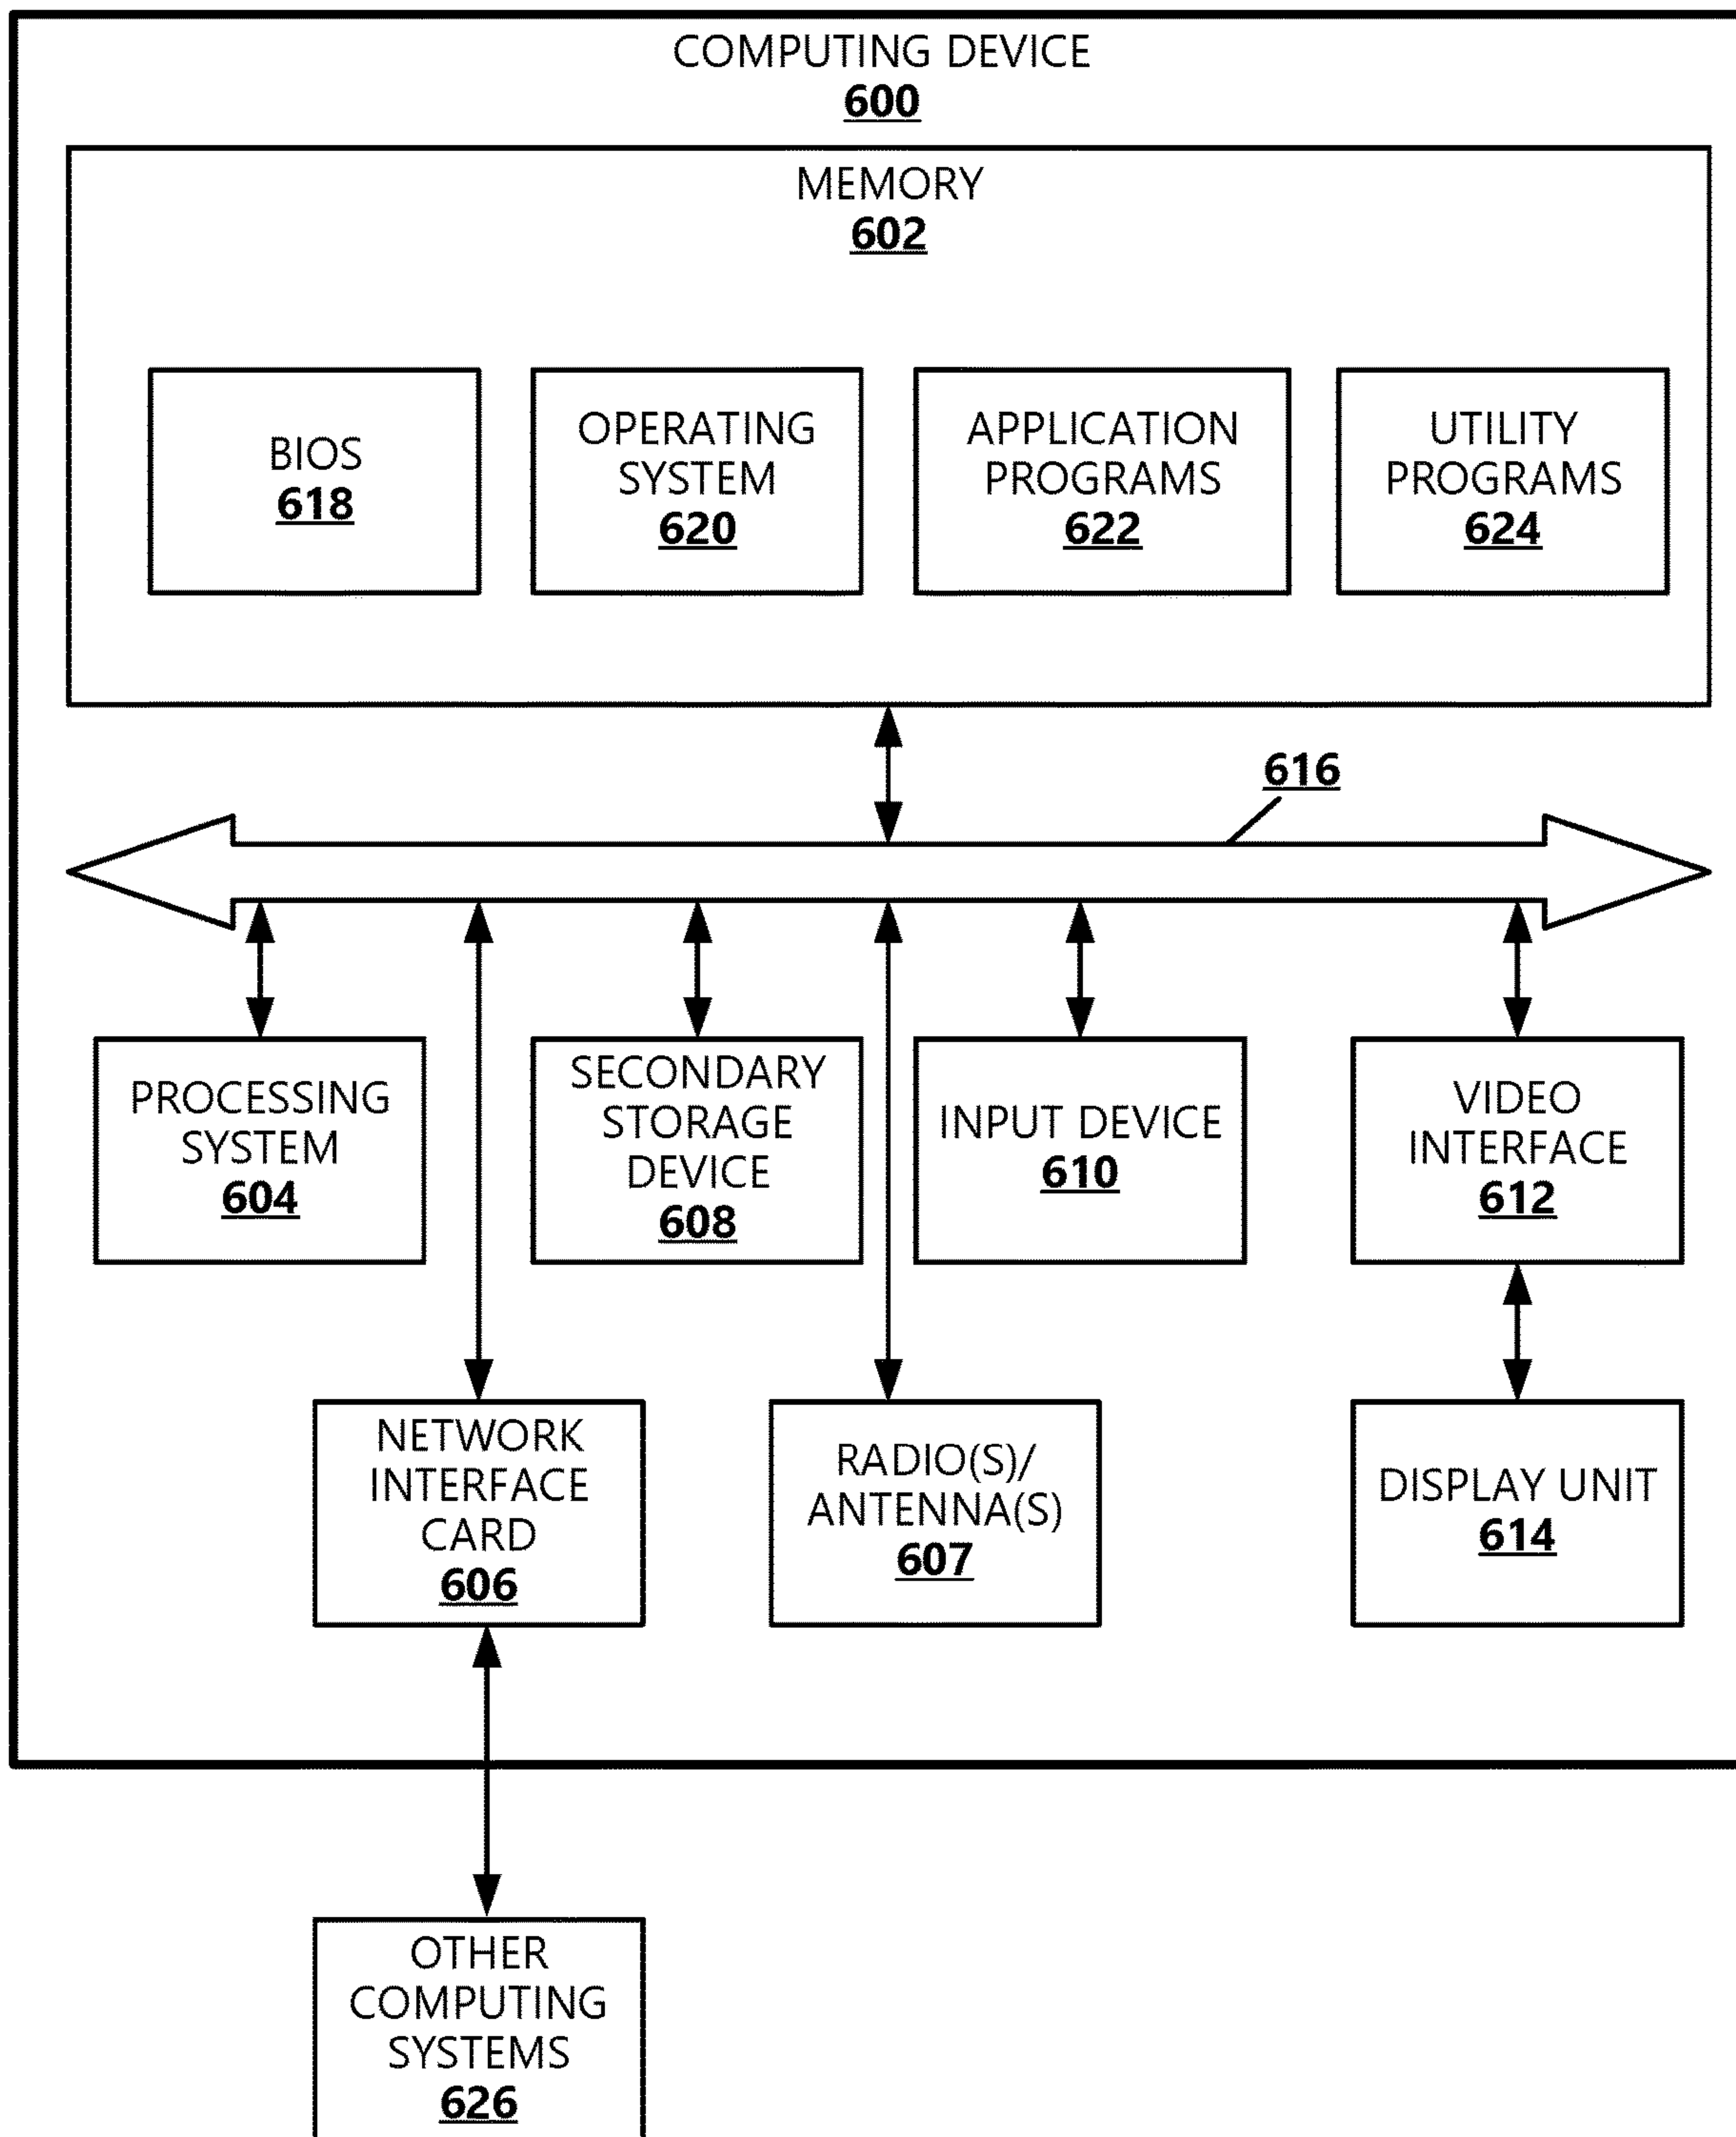 COMPUTING DEVICE
600
MEMORY
602
BIOS
618
OPERATING
SYSTEM
620
APPLICATION
PROGRAMS
622
UTILITY
PROGRAMS
624
616
PROCESSING
SYSTEM
604
SECONDARY
STORAGE
DEVICE
608
INPUT DEVICE
610
VIDEO
INTERFACE
612
NETWORK
INTERFACE
CARD
606
RADIO(S)/
ANTENNA(S)
607
DISPLAY UNIT
614
OTHER
COMPUTING
SYSTEMS
626